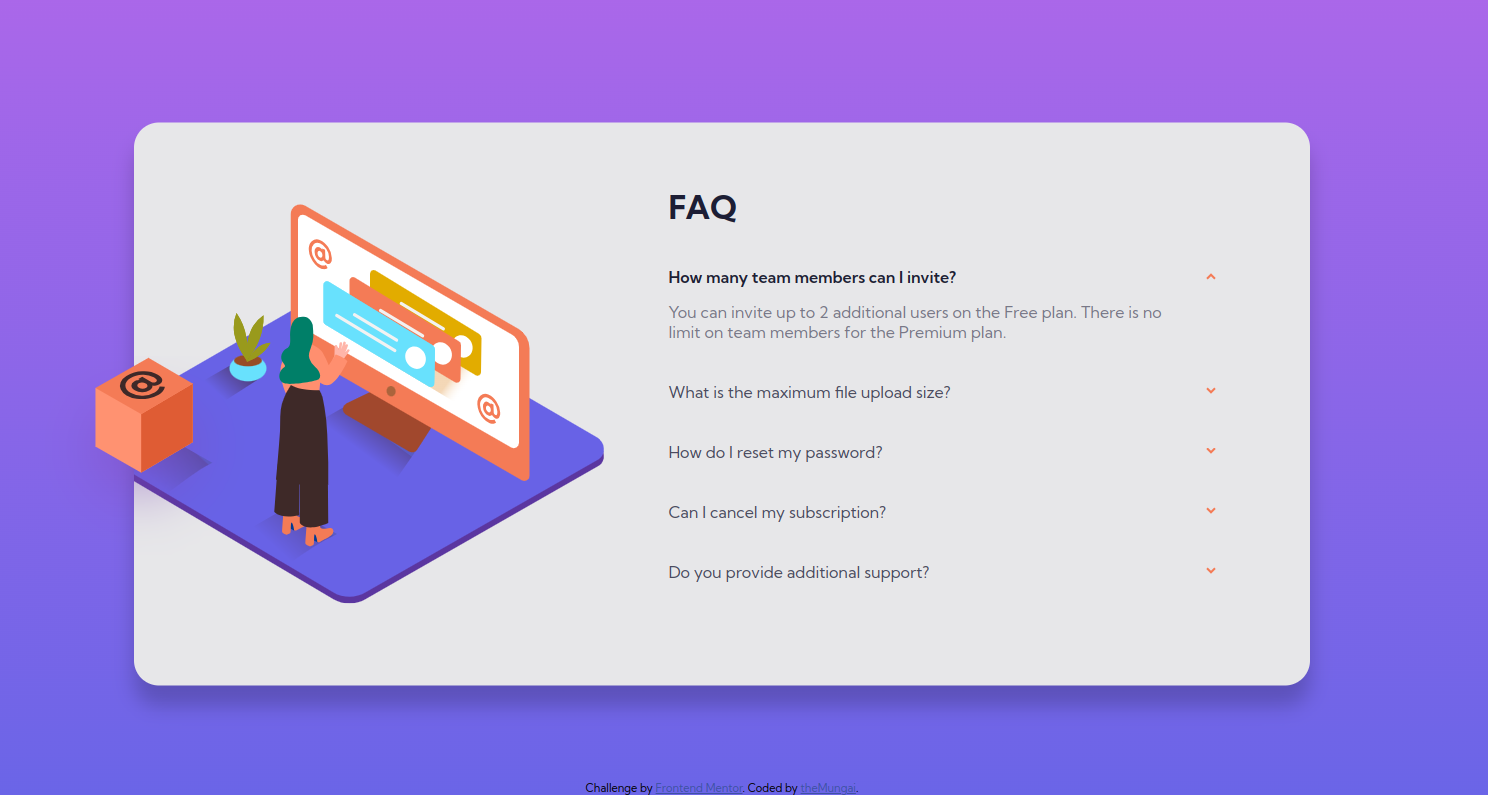 FAQ
How many team members can I invite?
You can invite up to 2 additional users on the Free plan. There is no
limit on team members for the Premium plan.
What is the maximum file upload size?
How do I reset my password?
Can I cancel my subscription?
Do you provide additional support?
@
@
@
Challenge by Frontend Mentor. Coded by theMungai.